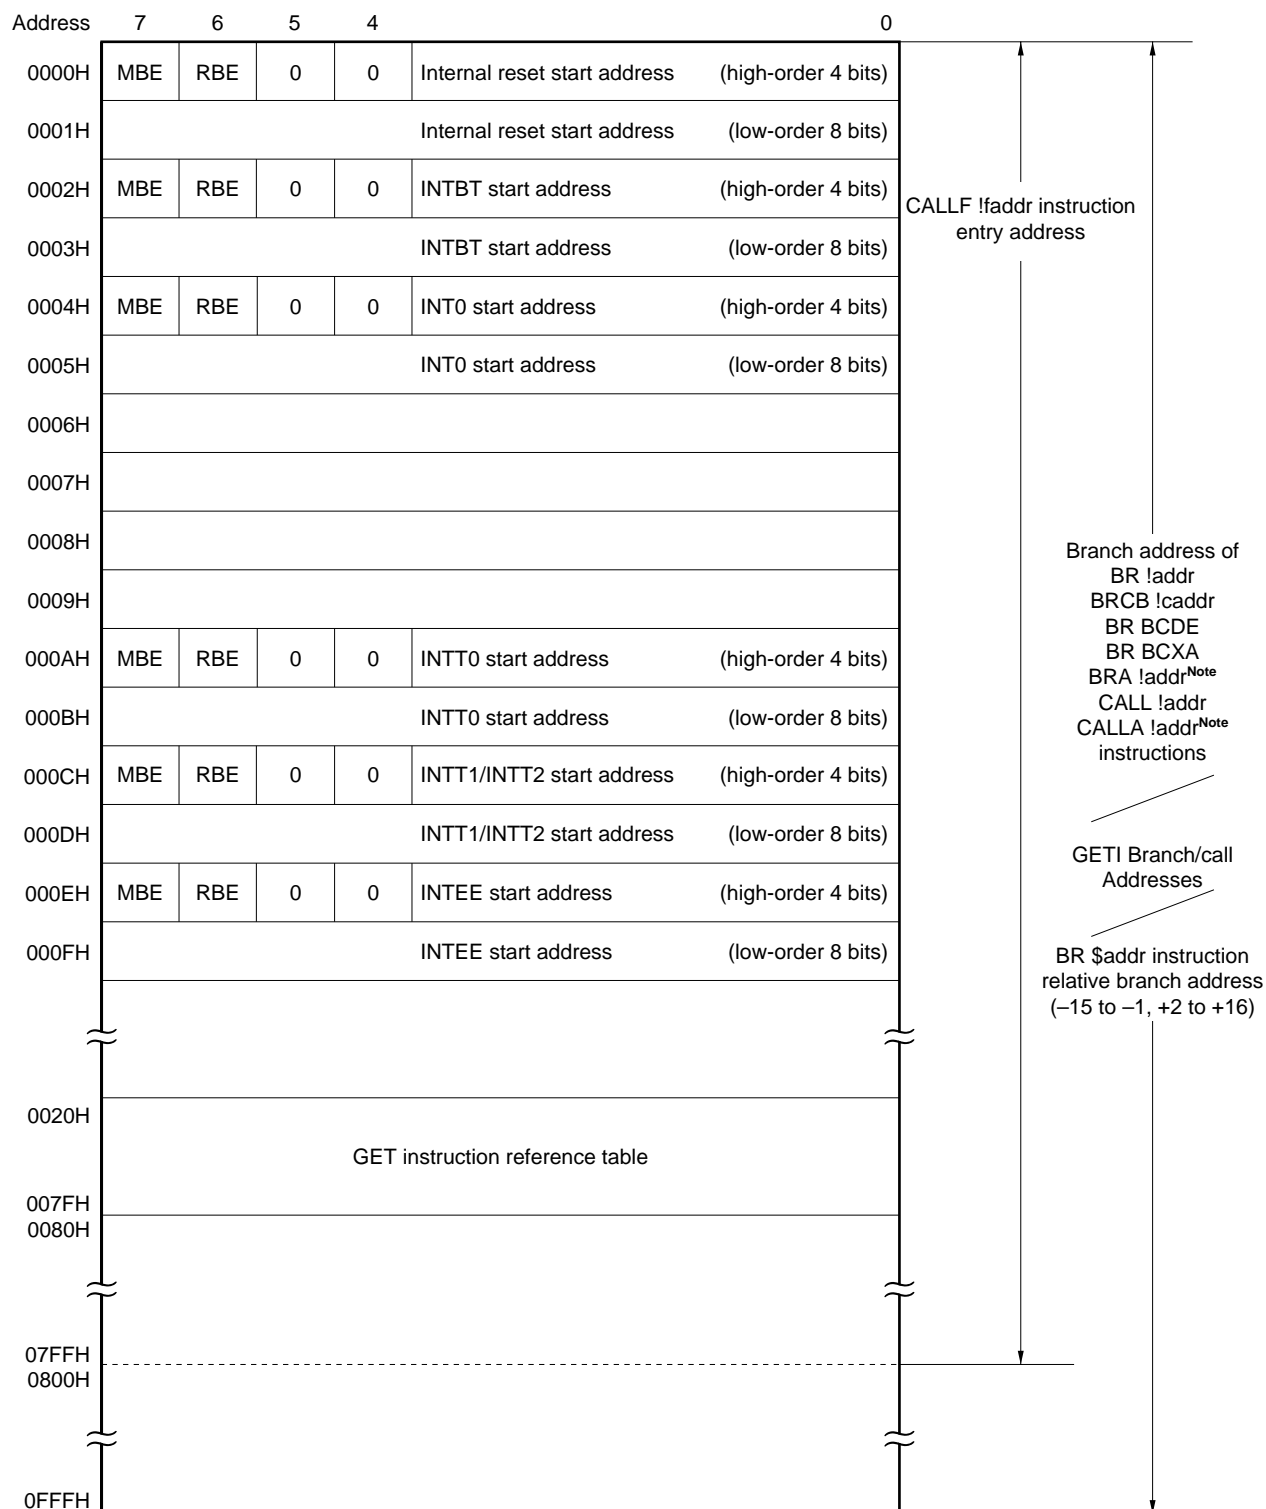 Address 7 6 5 4 0
0000H MBE RBE 0 0 Internal reset start address (high-order 4 bits)
0001H Internal reset start address (low-order 8 bits)
0002H MBE RBE 0 0 INTBT start address (high-order 4 bits)
0003H INTBT start address (low-order 8 bits)
0004H MBE RBE 0 0 INT0 start address (high-order 4 bits)
0005H INT0 start address (low-order 8 bits)
0006H
0007H
0008H
0009H
000AH MBE RBE 0 0 INTT0 start address (high-order 4 bits)
000BH INTT0 start address (low-order 8 bits)
000CH MBE RBE 0 0 INTT1/INTT2 start address (high-order 4 bits)
000DH INTT1/INTT2 start address (low-order 8 bits)
000EH MBE RBE 0 0 INTEE start address (high-order 4 bits)
000FH INTEE start address (low-order 8 bits)
0020H
GET instruction reference table
007FH
0080H
07FFH
0800H
0FFFH
CALLF !faddr instruction
entry address
Branch address of
BR !addr
BRCB !caddr
BR BCDE
BR BCXA
BRA !addrNote
CALL !addr
CALLA !addrNote
instructions
GETI Branch/call
Addresses
BR $addr instruction
relative branch address
(–15 to –1, +2 to +16)